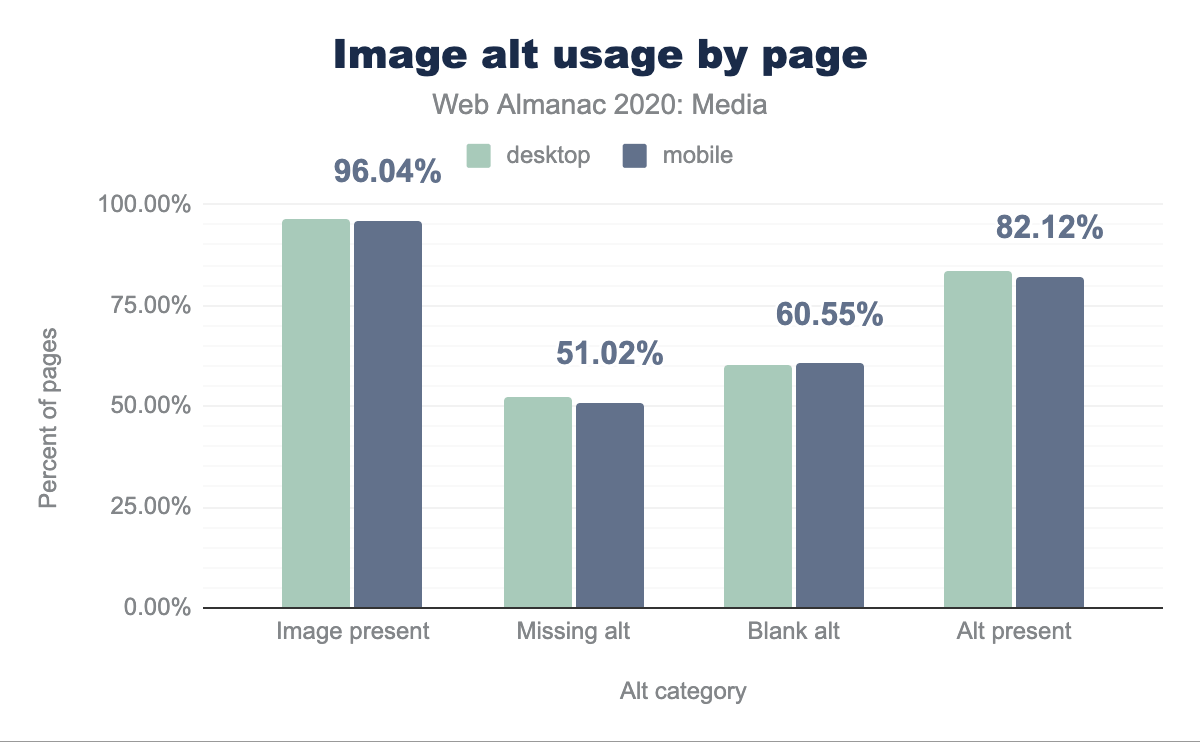 Image alt usage by page
Web Almanac 2020: Media
desktop mobile
96.04%
100.00%
82.12%
75.00%
60.55%
51.02%
50.00%
25.00%
0.00%
Percent of pages
Image present Missing alt Blank alt Alt present
Alt category